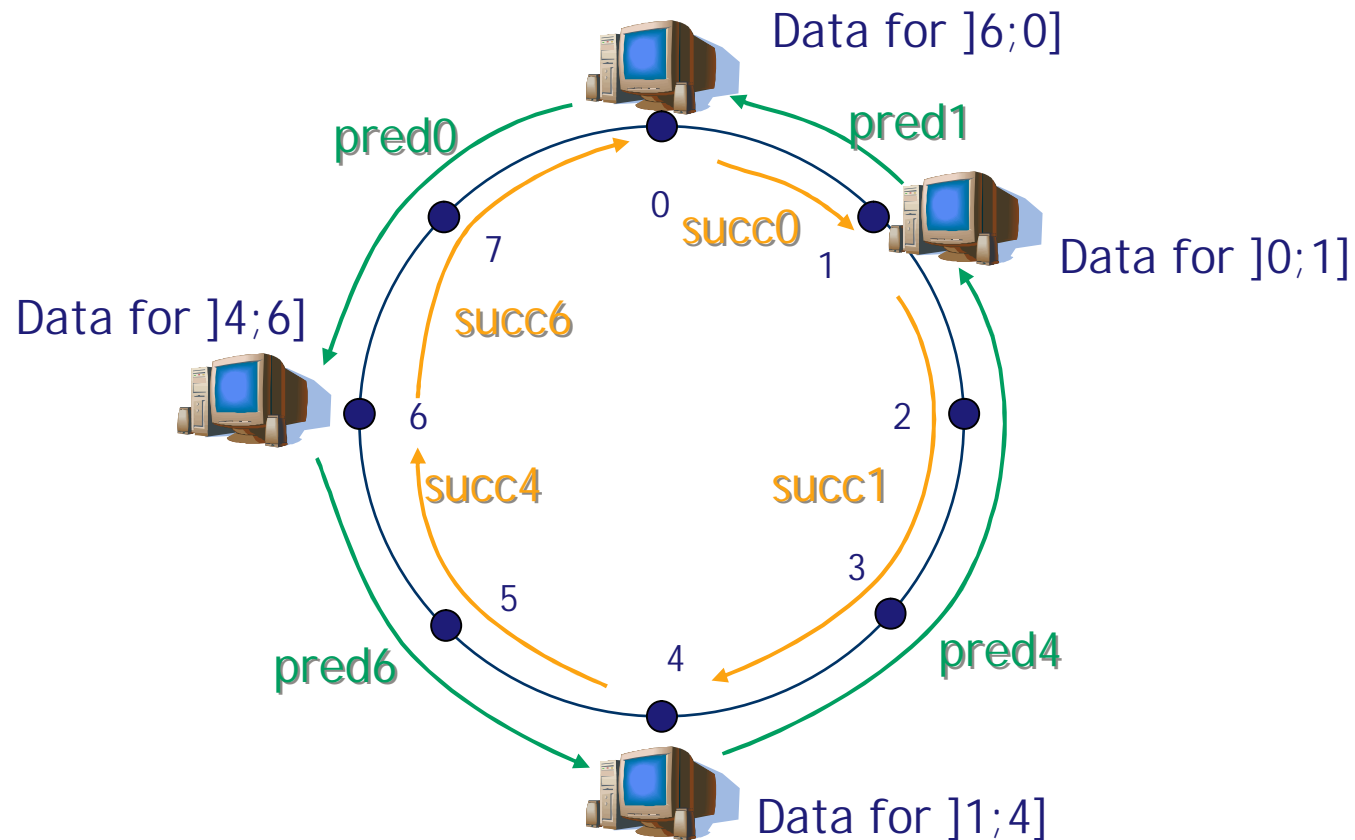 Data for ]6;0]
pred0
pred1
0
succ0
7
1
Data for ]0;1]
Data for ]4;6]
succ6
6
2
succ4
succ1
3
5
pred6
4
pred4
Data for ]1;4]